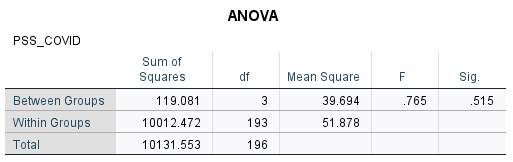 ANOVA
PSS_COVID
Sum of Squares df Mean Square F Sig.
Between Groups 119.081 3 39.694 .765 .515
Within Groups 10012.472 193 51.878
Total 10131.553 196